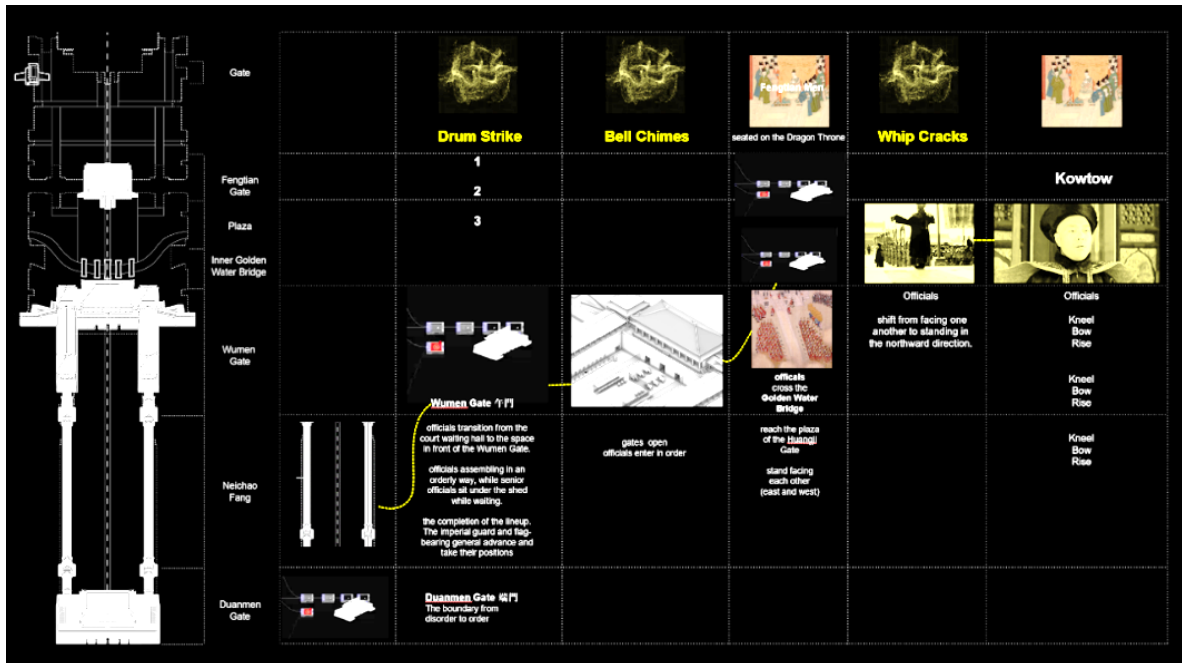 Gate
Drum Strike
Bell Chimes
Fengtian Men
seated on the Dragon Throne
Whip Cracks
Fengtian
Gate
1
2
Kowtow
Plaza
3
Inner Golden
Water Bridge
Officials
shift from facing one
another to standing in
the northward direction.
Officials
Kneel
Bow
Rise
Kneel
Bow
Rise
Kneel
Bow
Rise
Wumen
Gate
Wumen Gate 午門
officials transition from the
court waiting hall to the space
in front of the Wumen Gate.
officials assembling in an
orderly way, while senior
officials sit under the shed
while waiting.
the completion of the lineup.
The imperial guard and flag-
bearing general advance and
take their positions
gates open
officials enter in order
officals
cross the
Golden Water
Bridge
reach the plaza
of the Huangji
Gate
stand facing
each other
(east and west)
Neichao
Fang
Duanmen
Gate
Duanmen Gate 端門
The boundary from
disorder to order